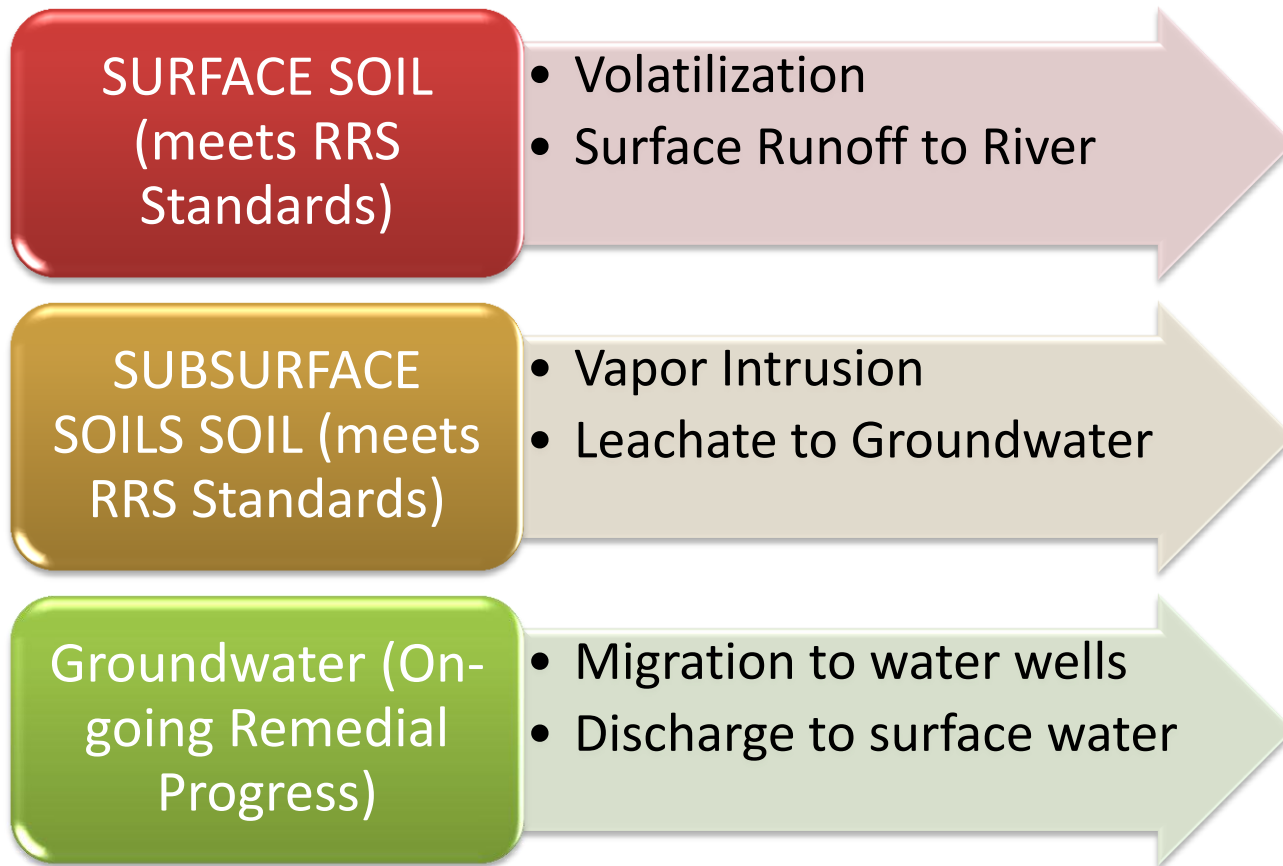 SURFACE SOIL
(meets RRS
Standards)
• Volatilization
• Surface Runoff to River
SUBSURFACE
SOILS SOIL (meets
RRS Standards)
• Vapor Intrusion
• Leachate to Groundwater
Groundwater (On-
going Remedial
Progress)
• Migration to water wells
• Discharge to surface water